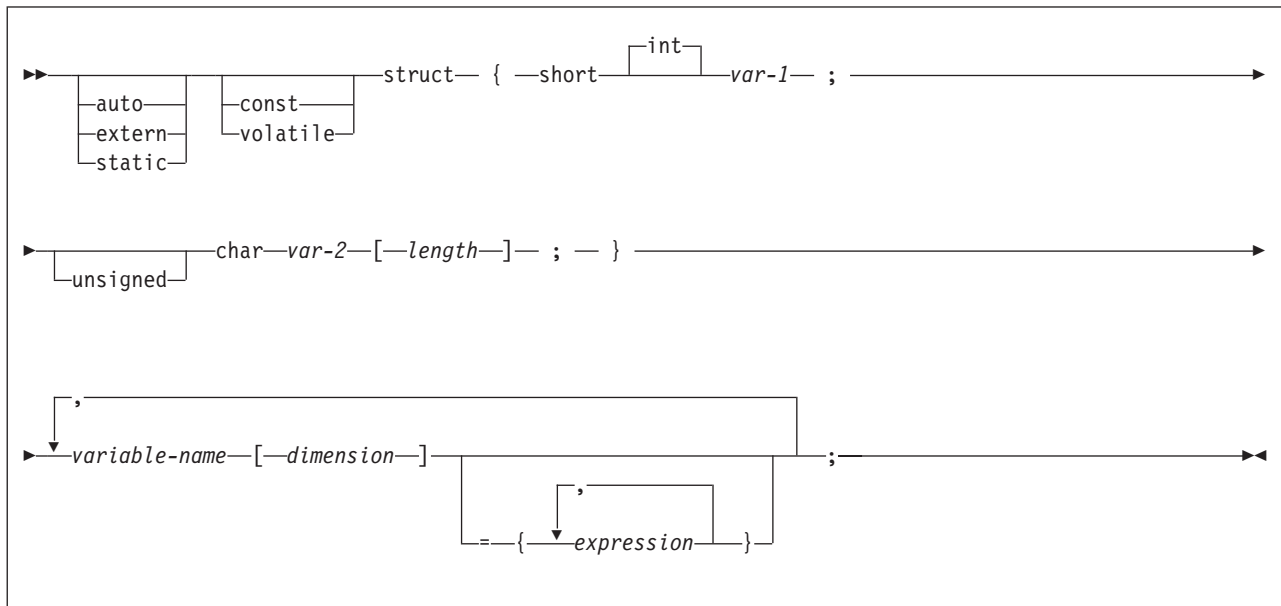 int
struct { short var-1 ;
auto const
extern volatile
static
char var-2 [ length ] ; }
unsigned
,
variable-name [ dimension ] ;
,
= { expression }